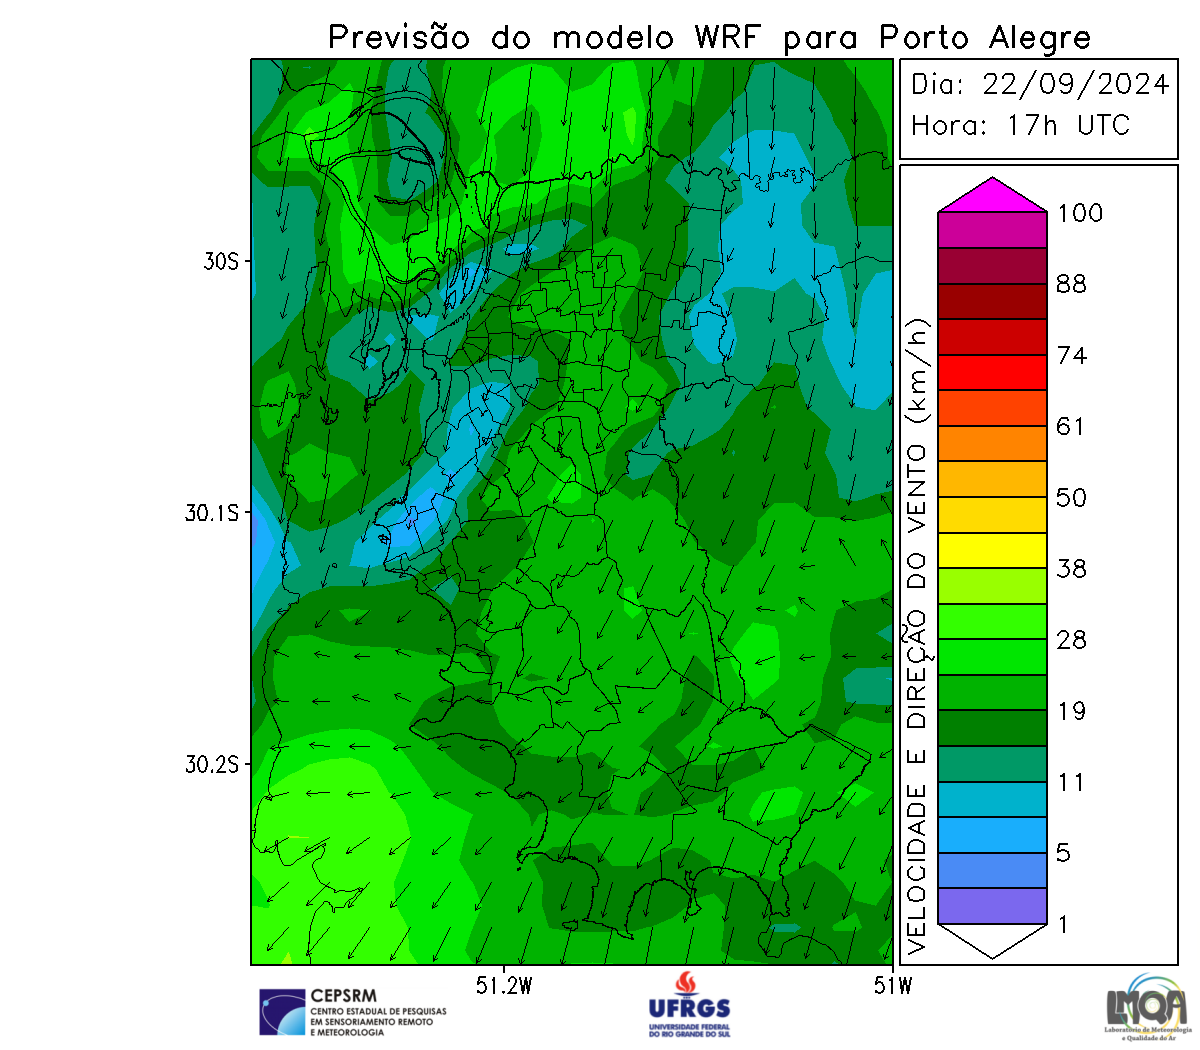 Previsão do modelo WRF para Porto Alegre
Dia: 22/09/2024
Hora: 17h UTC
30S
30.1S
30.2S
51.2W
51W
VELOCIDADE E DIREÇÃO DO VENTO (km/h)
100
88
74
61
50
38
28
19
11
5
1
CEPSRM
CENTRO ESTADUAL DE PESQUISAS
EM SENSORIAMENTO REMOTO
E METEOROLOGIA
UFRGS
UNIVERSIDADE FEDERAL
DO RIO GRANDE DO SUL
LMQA
Laboratório de Meteorologia
e Qualidade do Ar